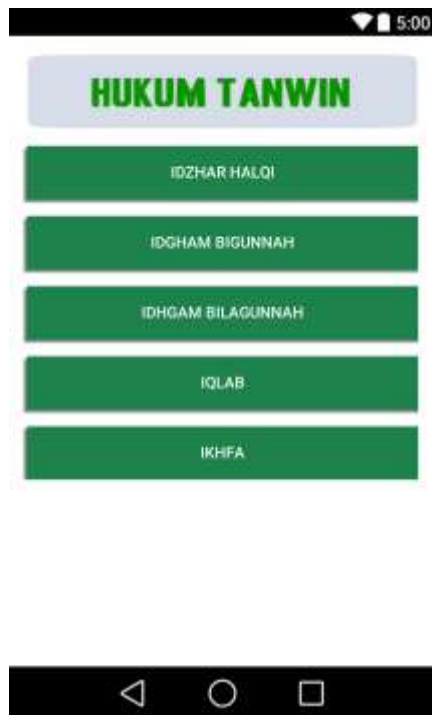 5:00
HUKUM TANWIN
IDZHAR HALQI
IDGHAM BIGUNNAH
IDHGAM BILAGUNNAH
IQLAB
IKHFA